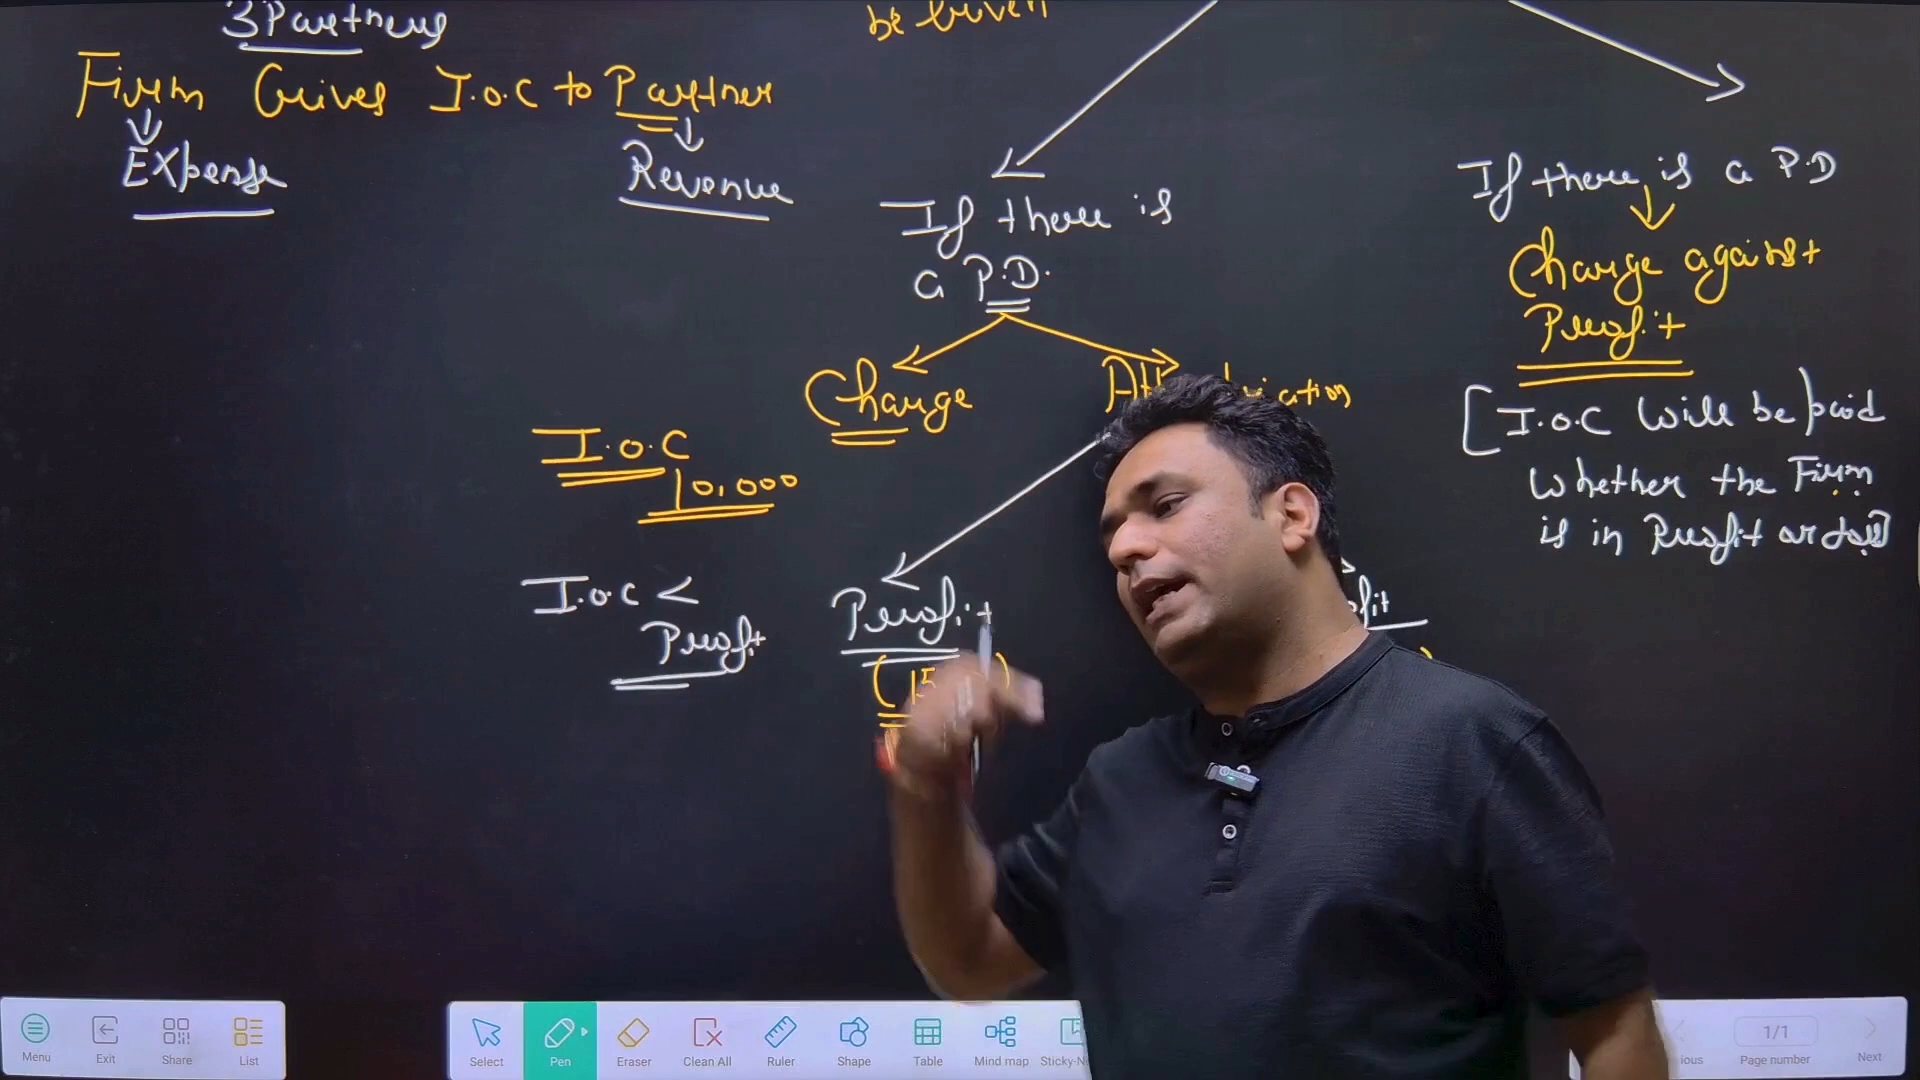 3 Partners
Firm Gives I.O.C to Partner
Expense
Revenue
If there is
a P.D.
Charge
I.O.C
10,000
I.O.C <
Profit
Profit
If there is a P.D
Charge against
Profit
[I.O.C will be paid
Whether the Firm
is in Profit or
Menu
Exit
Share
List
Select
Pen
Eraser
Clean All
Ruler
Shape
Table
Mind map
1/1
Page number
Next